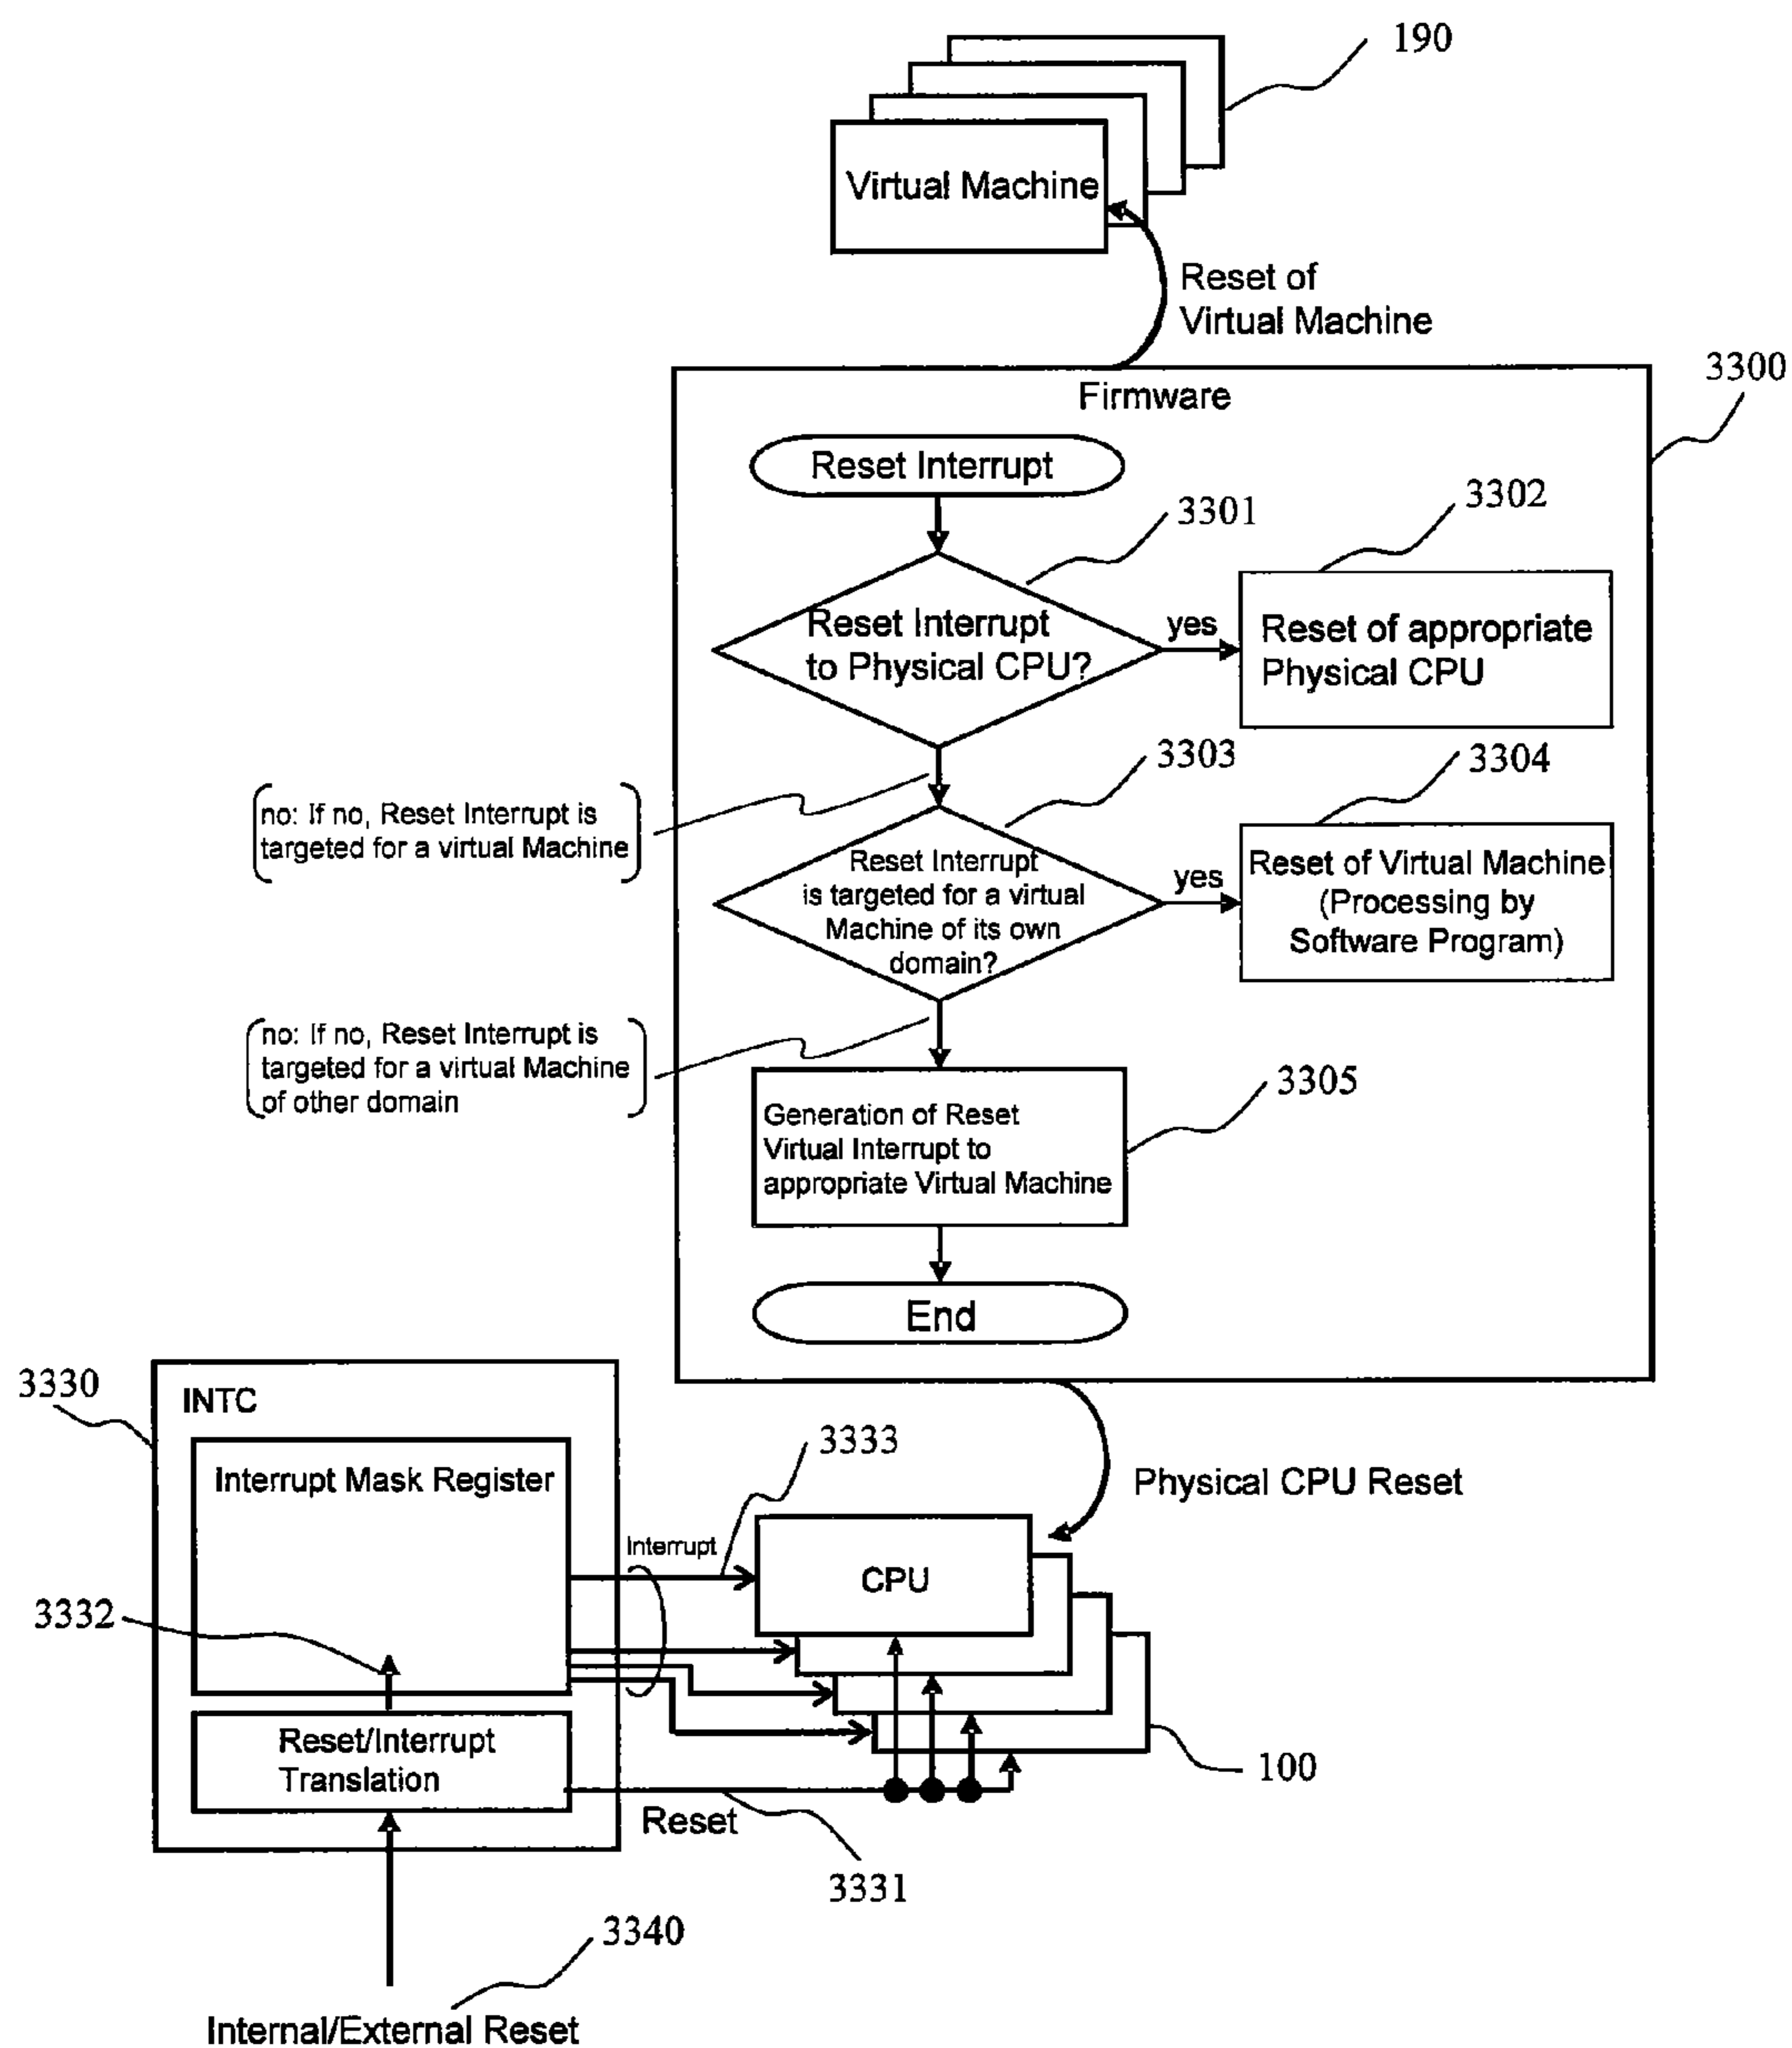 190
Virtual Machine
Reset of
Virtual Machine
3300
Firmware
Reset Interrupt
3301
3302
Reset Interrupt
to Physical CPU?
yes
Reset of appropriate
Physical CPU
3303
3304
no: If no, Reset Interrupt is
targeted for a virtual Machine
Reset Interrupt
is targeted for a virtual
Machine of its own
domain?
yes
Reset of Virtual Machine
(Processing by
Software Program)
no: If no, Reset Interrupt is
targeted for a virtual Machine
of other domain
3305
Generation of Reset
Virtual Interrupt to
appropriate Virtual Machine
End
3330
INTC
Interrupt Mask Register
3333
Physical CPU Reset
Interrupt
CPU
3332
Reset/Interrupt
Translation
100
Reset
3331
3340
Internal/External Reset